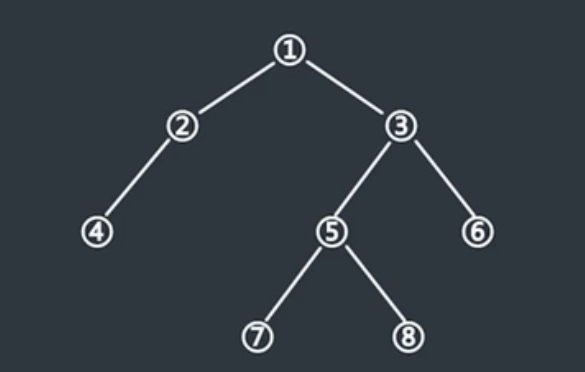 ①
② ③
④ ⑤ ⑥
⑦ ⑧